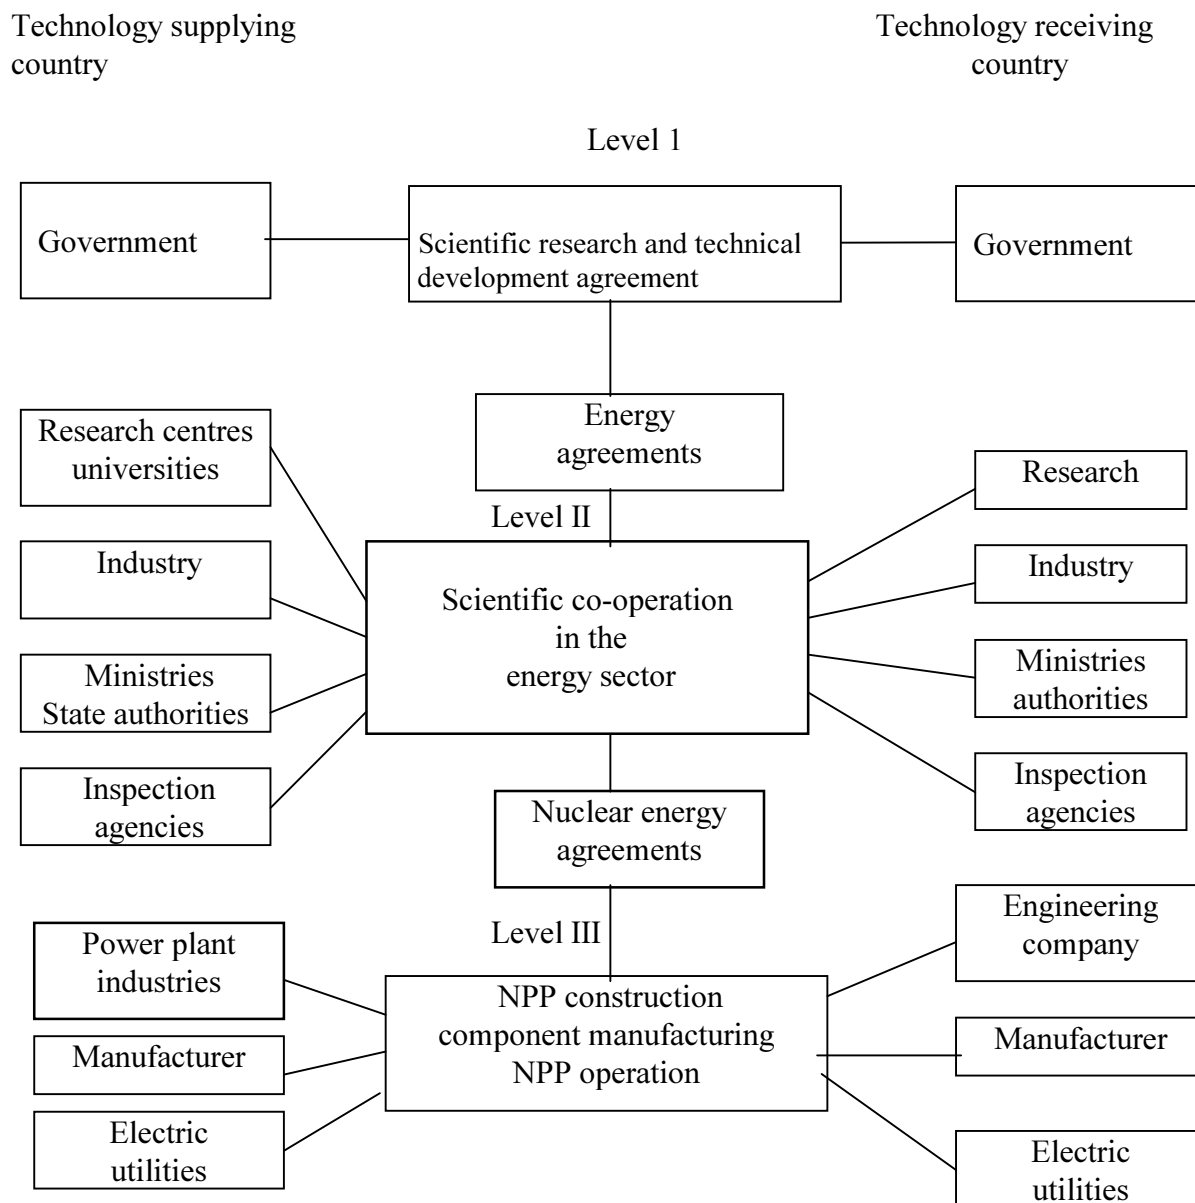 Technology supplying
country
Technology receiving
country
Level 1
Government
Scientific research and technical
development agreement
Government
Energy
agreements
Research centres
universities
Research
Level II
Industry
Industry
Scientific co-operation
in the
energy sector
Ministries
State authorities
Ministries
authorities
Inspection
agencies
Inspection
agencies
Nuclear energy
agreements
Engineering
company
Level III
Power plant
industries
NPP construction
component manufacturing
NPP operation
Manufacturer
Manufacturer
Electric
utilities
Electric
utilities